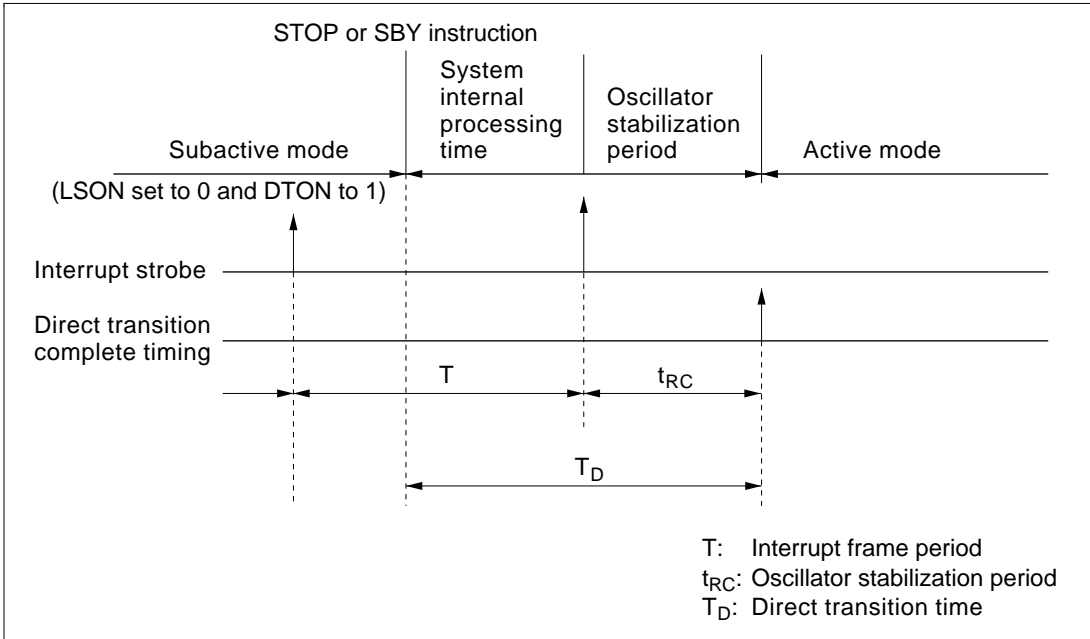 STOP or SBY instruction
System
internal
processing
time
Oscillator
stabilization
period
Subactive mode
Active mode
(LSON set to 0 and DTON to 1)
Interrupt strobe
Direct transition
complete timing
T
tRC
TD
T: Interrupt frame period
tRC: Oscillator stabilization period
TD: Direct transition time